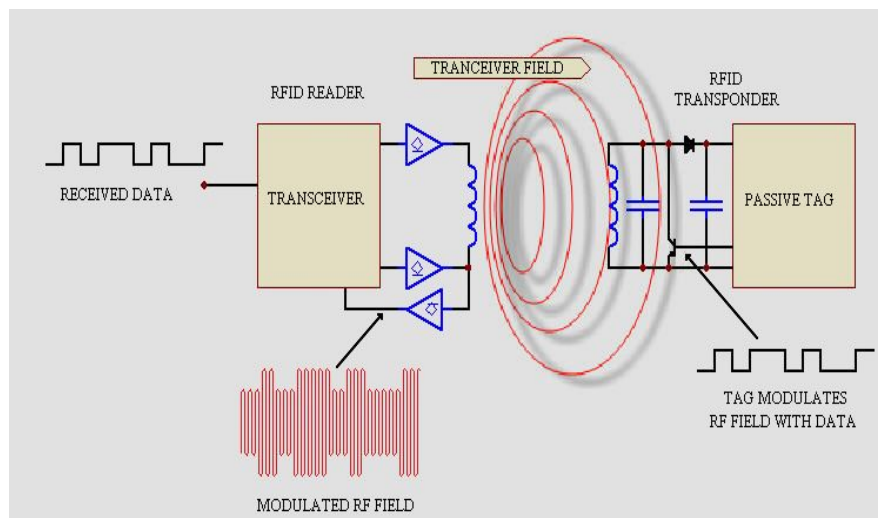 TRANCEIVER FIELD
RFID READER
RFID
TRANSPONDER
RECEIVED DATA
TRANSCEIVER
PASSIVE TAG
TAG MODULATES
RF FIELD WITH DATA
MODULATED RF FIELD